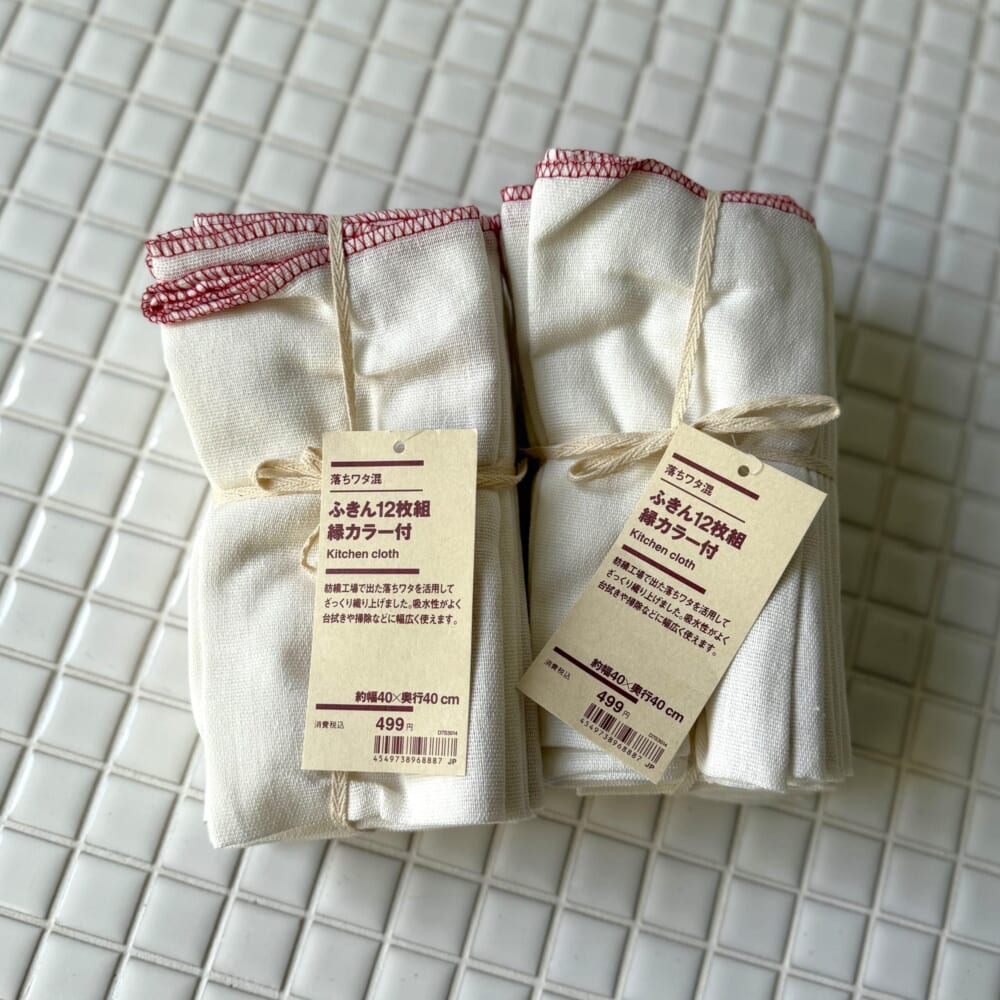 落ちワタ混
ふきん12枚組
縁カラー付
Kitchen cloth
紡績工場で出た落ちワタを活用して
ざっくり織り上げました。吸水性がよく
台拭きや掃除などに幅広く使えます。
約幅40×奥行40 cm
消費税込 499円
O753014
4549738968887 JP
落ちワタ混
ふきん12枚組
縁カラー付
Kitchen cloth
紡績工場で出た落ちワタを活用して
ざっくり織り上げました。吸水性がよく
台拭きや掃除などに幅広く使えます。
約幅40×奥行40 cm
消費税込 499円
O753014
4549738968887 JP